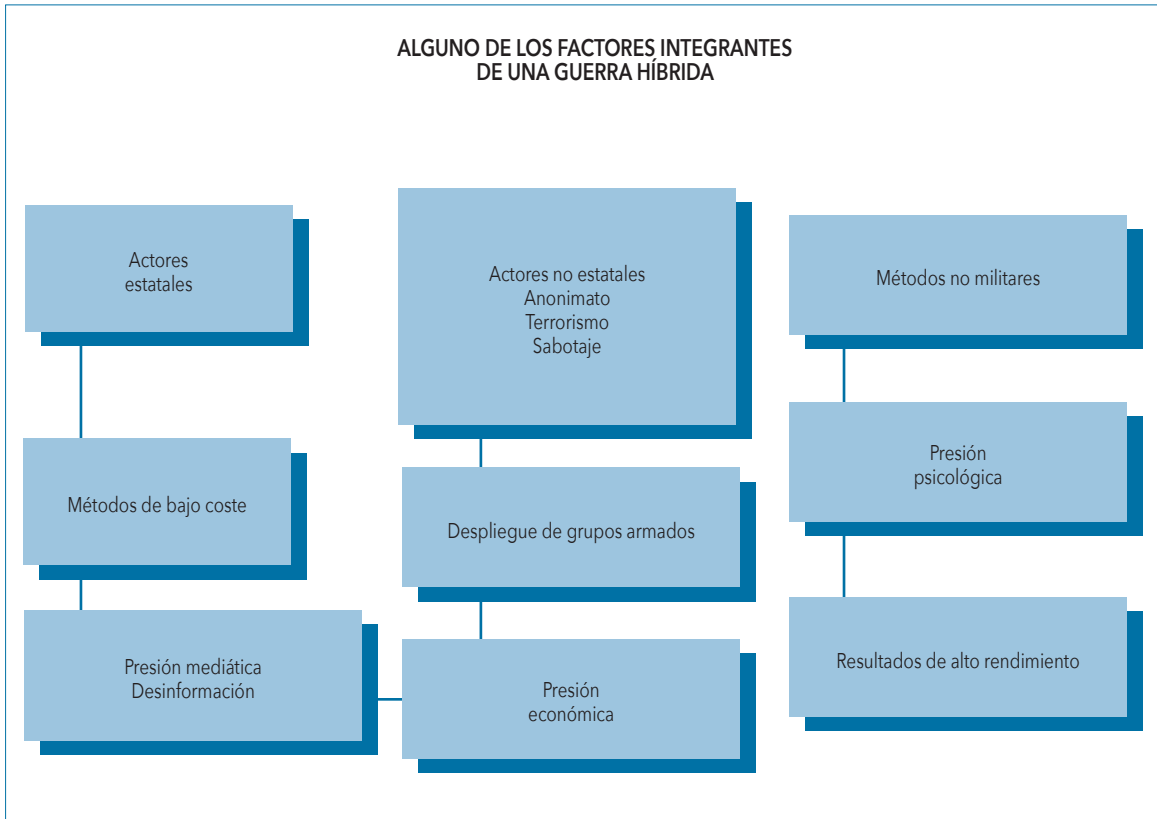 ALGUNO DE LOS FACTORES INTEGRANTES
DE UNA GUERRA HÍBRIDA
Actores
estatales
Métodos de bajo coste
Presión mediática
Desinformación
Actores no estatales
Anonimato
Terrorismo
Sabotaje
Despliegue de grupos armados
Presión
económica
Métodos no militares
Presión
psicológica
Resultados de alto rendimiento